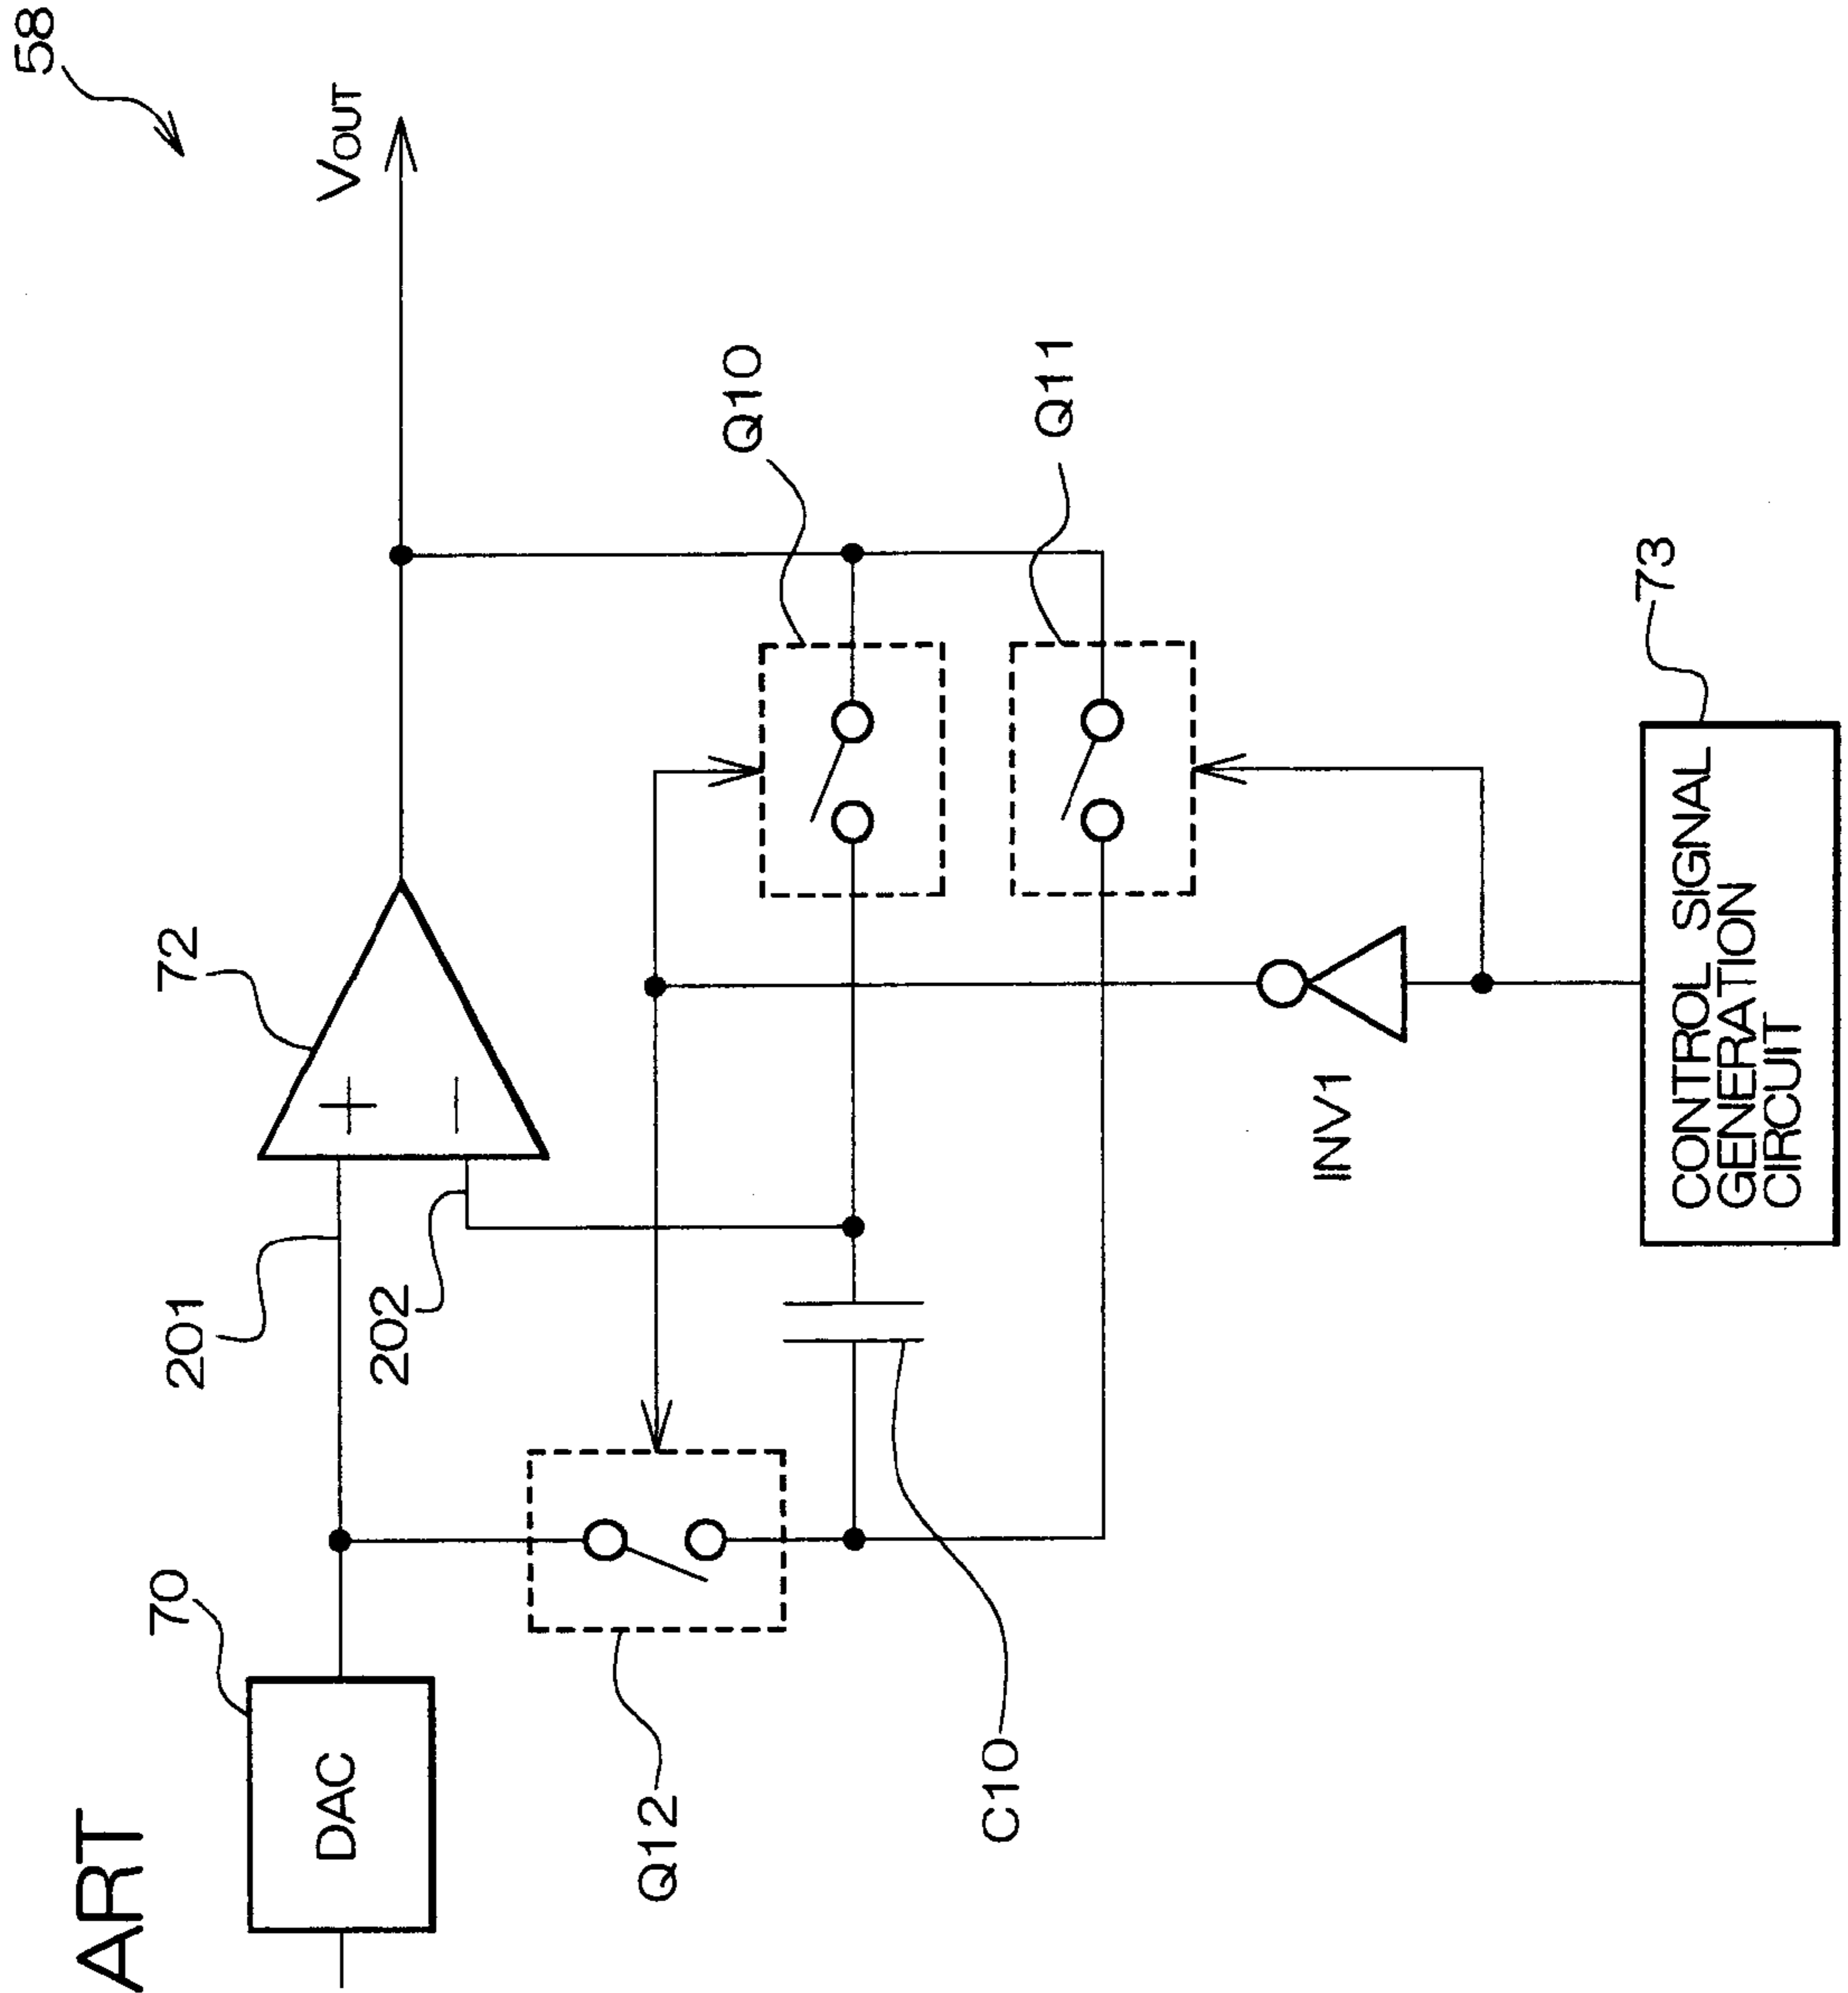 ART
58
70
DAC
201
202
72
VOUT
Q12
C10
Q10
Q11
INV1
73
CONTROL SIGNAL
GENERATION
CIRCUIT
+
−